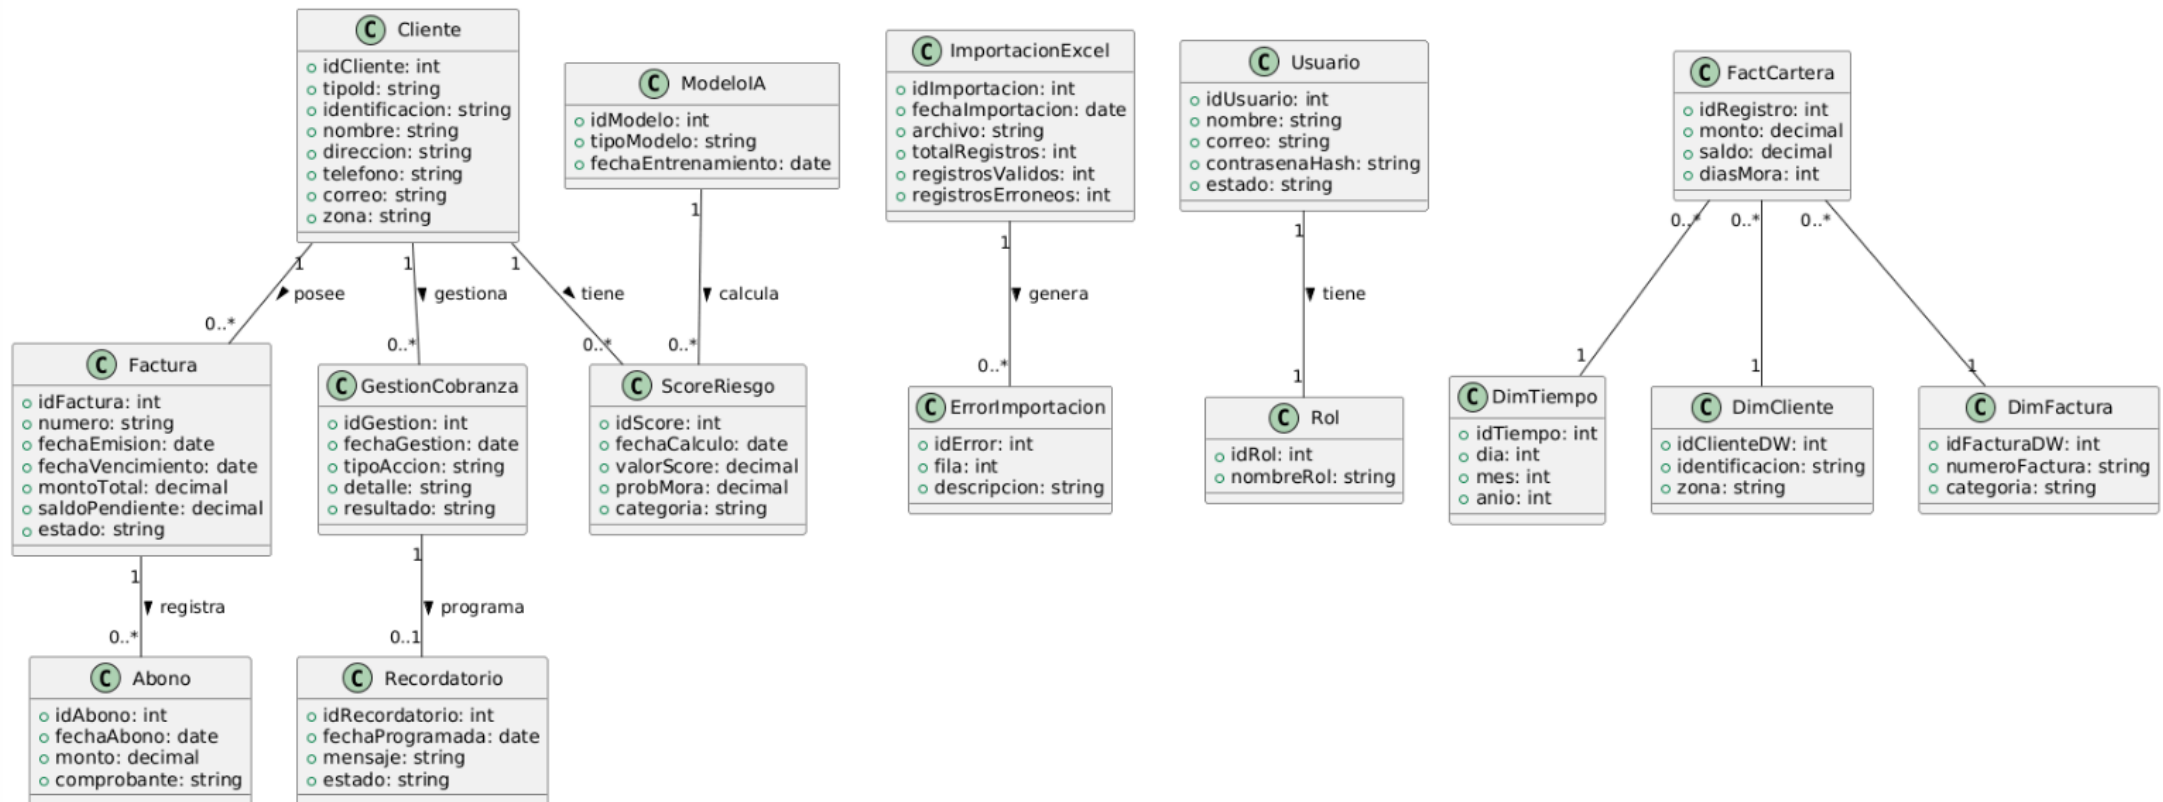 C Cliente
idCliente: int
tipoId: string
identificacion: string
nombre: string
direccion: string
telefono: string
correo: string
zona: string
C ModeloIA
idModelo: int
tipoModelo: string
fechaEntrenamiento: date
C ImportacionExcel
idImportacion: int
fechaImportacion: date
archivo: string
totalRegistros: int
registrosValidos: int
registrosErroneos: int
C Usuario
idUsuario: int
nombre: string
correo: string
contrasenaHash: string
estado: string
C FactCartera
idRegistro: int
monto: decimal
saldo: decimal
diasMora: int
1
posee
0..*
1
gestiona
0..*
1
tiene
0..*
1
calcula
0..*
1
genera
0..*
1
tiene
1
0..*
1
0..*
1
0..*
1
C Factura
idFactura: int
numero: string
fechaEmision: date
fechaVencimiento: date
montoTotal: decimal
saldoPendiente: decimal
estado: string
C GestionCobranza
idGestion: int
fechaGestion: date
tipoAccion: string
detalle: string
resultado: string
C ScoreRiesgo
idScore: int
fechaCalculo: date
valorScore: decimal
probMora: decimal
categoria: string
C ErrorImportacion
idError: int
fila: int
descripcion: string
C Rol
idRol: int
nombreRol: string
C DimTiempo
idTiempo: int
dia: int
mes: int
anio: int
C DimCliente
idClienteDW: int
identificacion: string
zona: string
C DimFactura
idFacturaDW: int
numeroFactura: string
categoria: string
1
registra
0..*
1
programa
0..1
C Abono
idAbono: int
fechaAbono: date
monto: decimal
comprobante: string
C Recordatorio
idRecordatorio: int
fechaProgramada: date
mensaje: string
estado: string